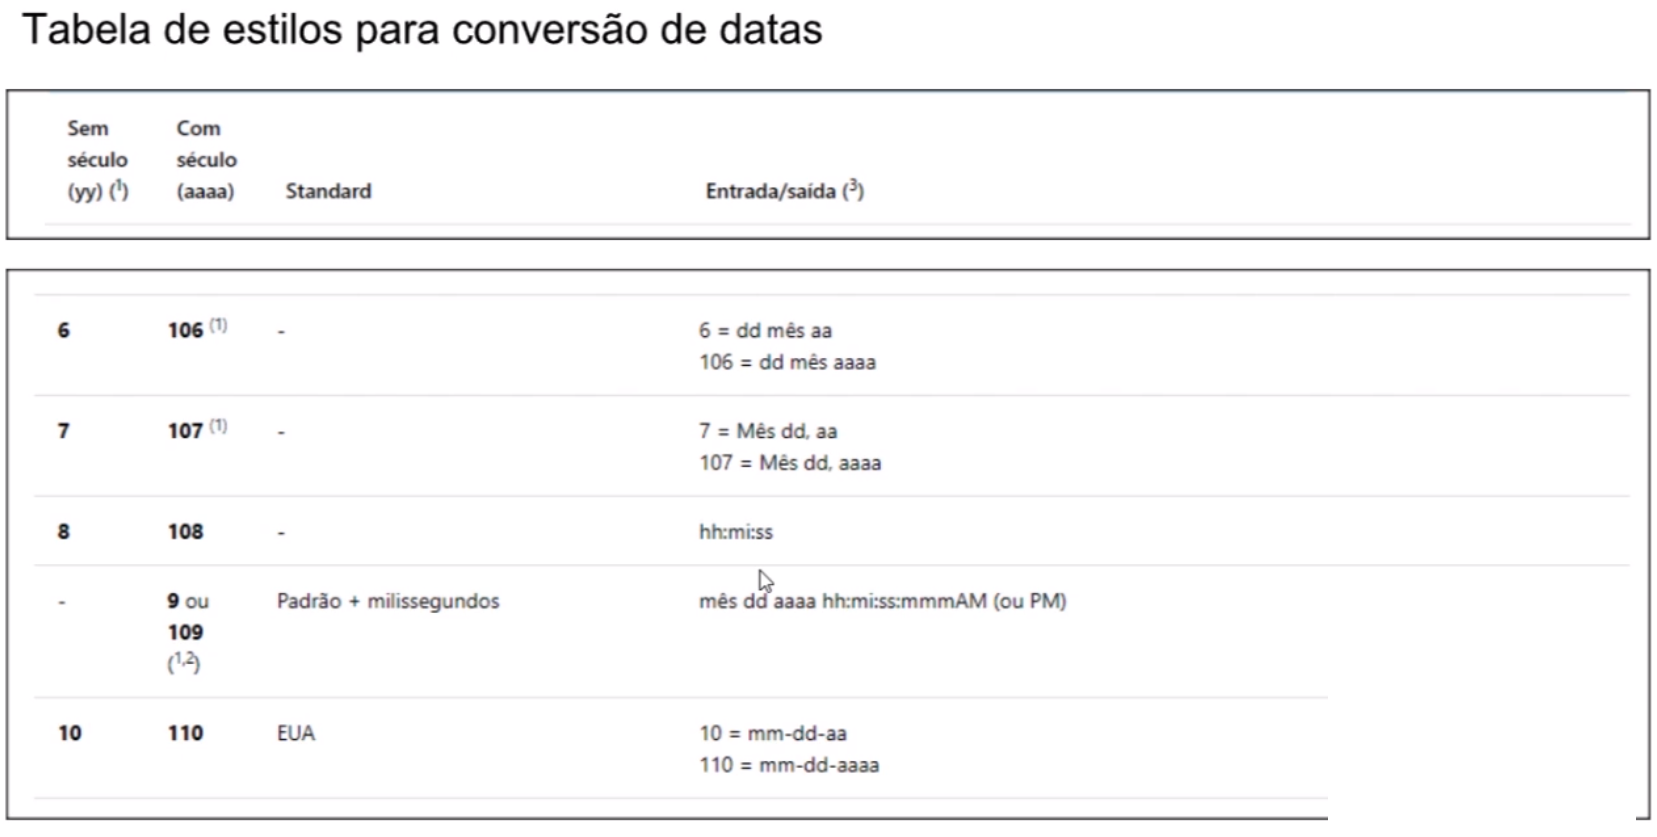 Tabela de estilos para conversão de datas
Sem século (yy) (1) Com século (aaaa) Standard Entrada/saída (3)
6 106 (1) - 6 = dd mês aa
106 = dd mês aaaa
7 107 (1) - 7 = Mês dd, aa
107 = Mês dd, aaaa
8 108 - hh:mi:ss
- 9 ou 109 (1,2) Padrão + milissegundos mês dd aaaa hh:mi:ss:mmmAM (ou PM)
10 110 EUA 10 = mm-dd-aa
110 = mm-dd-aaaa